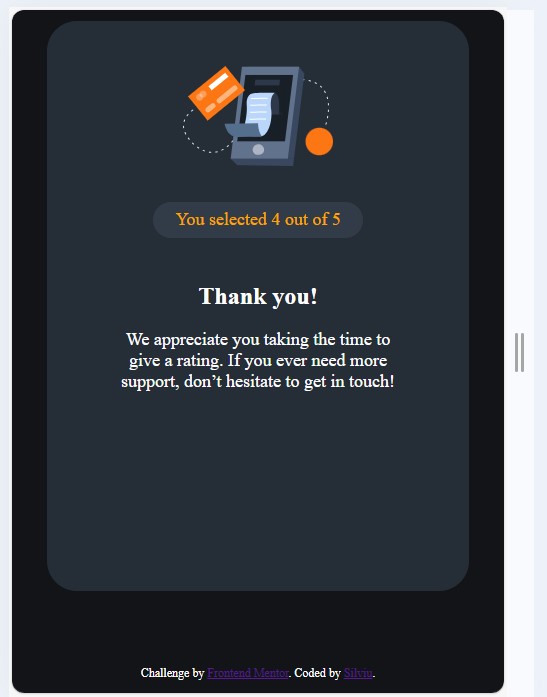 You selected 4 out of 5
Thank you!
We appreciate you taking the time to
give a rating. If you ever need more
support, don’t hesitate to get in touch!
Challenge by Frontend Mentor. Coded by Silviu.